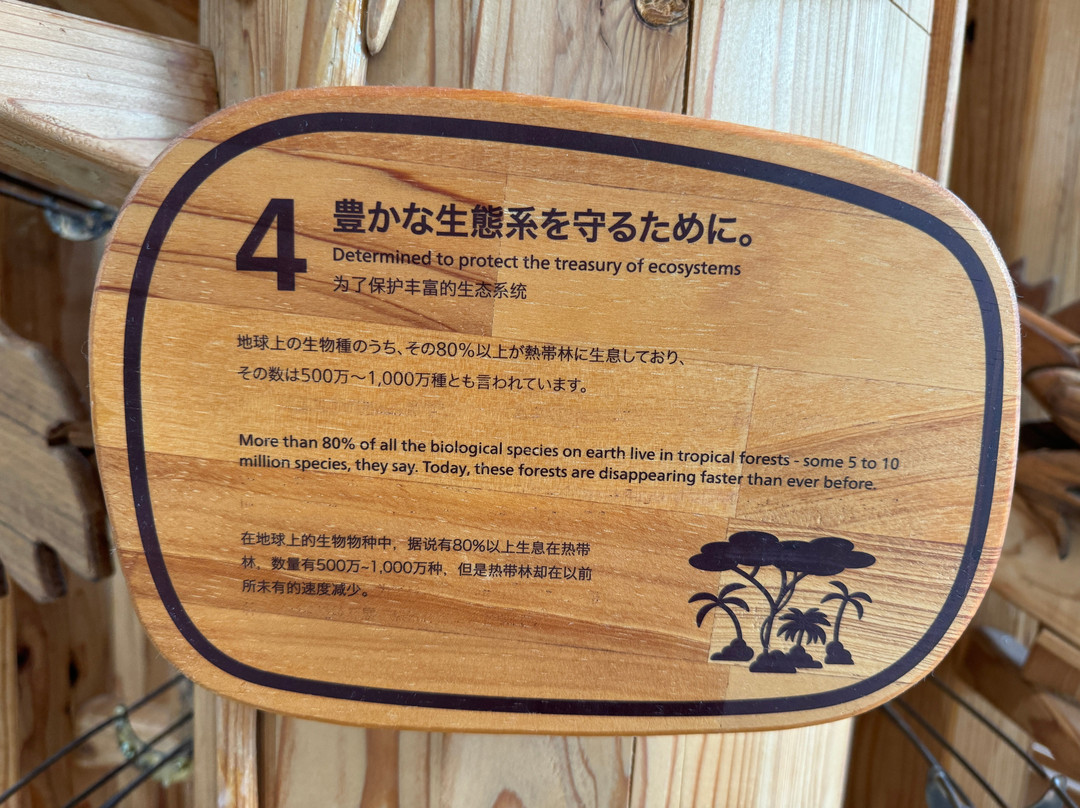 4
豊かな生態系を守るために。
Determined to protect the treasury of ecosystems
为了保护丰富的生态系统
地球上の生物種のうち、その80%以上が熱帯林に生息しており、
その数は500万〜1,000万種とも言われています。
More than 80% of all the biological species on earth live in tropical forests - some 5 to 10
million species, they say. Today, these forests are disappearing faster than ever before.
在地球上的生物物种中，据说有80%以上生息在热带
林，数量有500万~1,000万种，但是热带林却在以前
所未有的速度减少。